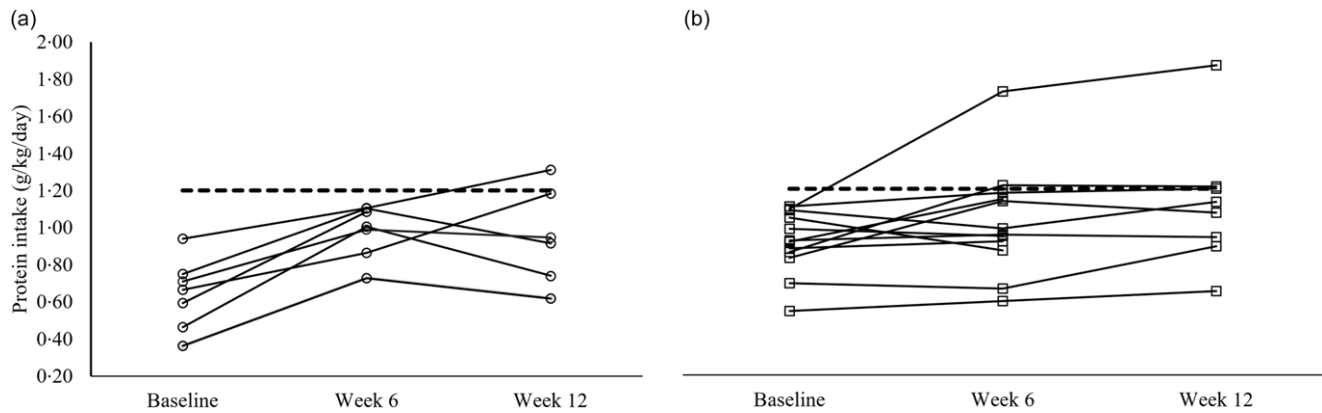 (a)
(b)
Protein intake (g/kg/day)
2·00
1·80
1·60
1·40
1·20
1·00
0·80
0·60
0·40
0·20
Baseline Week 6 Week 12
Baseline Week 6 Week 12